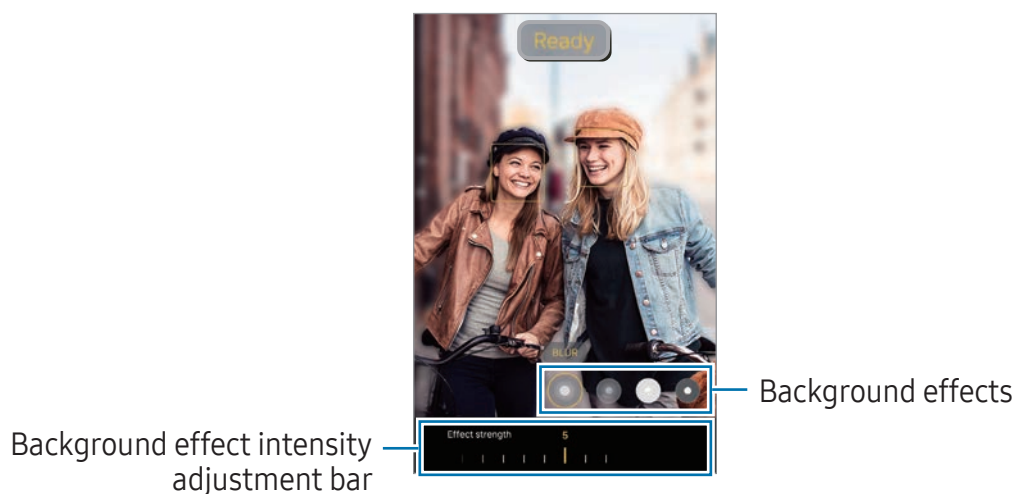 Ready
BLUR
Background effects
Effect strength 5
Background effect intensity
adjustment bar